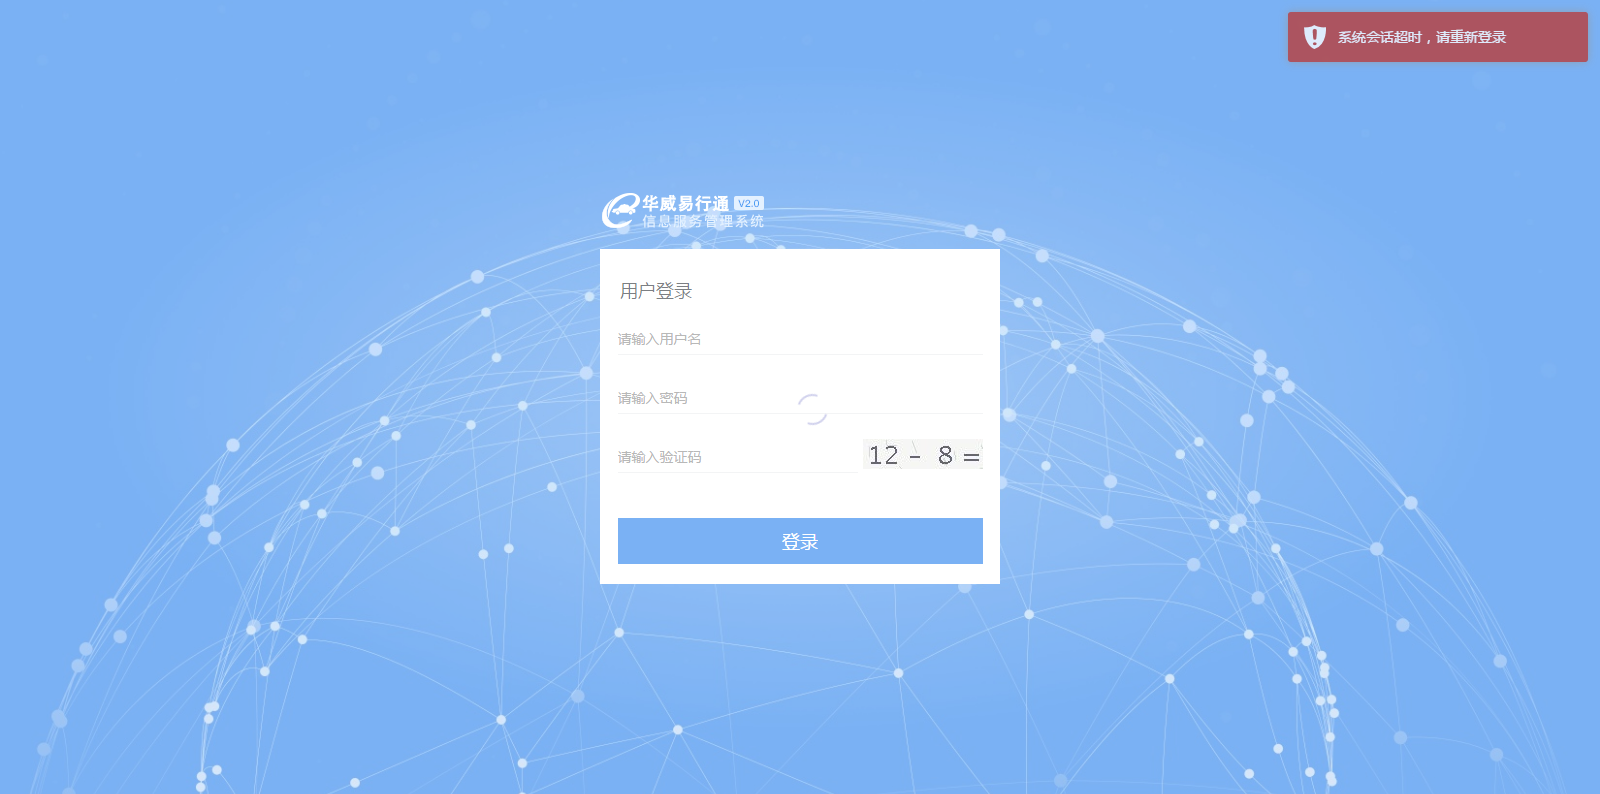 系统会话超时，请重新登录
华威易行通 V2.0
信息服务管理系统
用户登录
请输入用户名
请输入密码
请输入验证码
12 - 8 =
登录